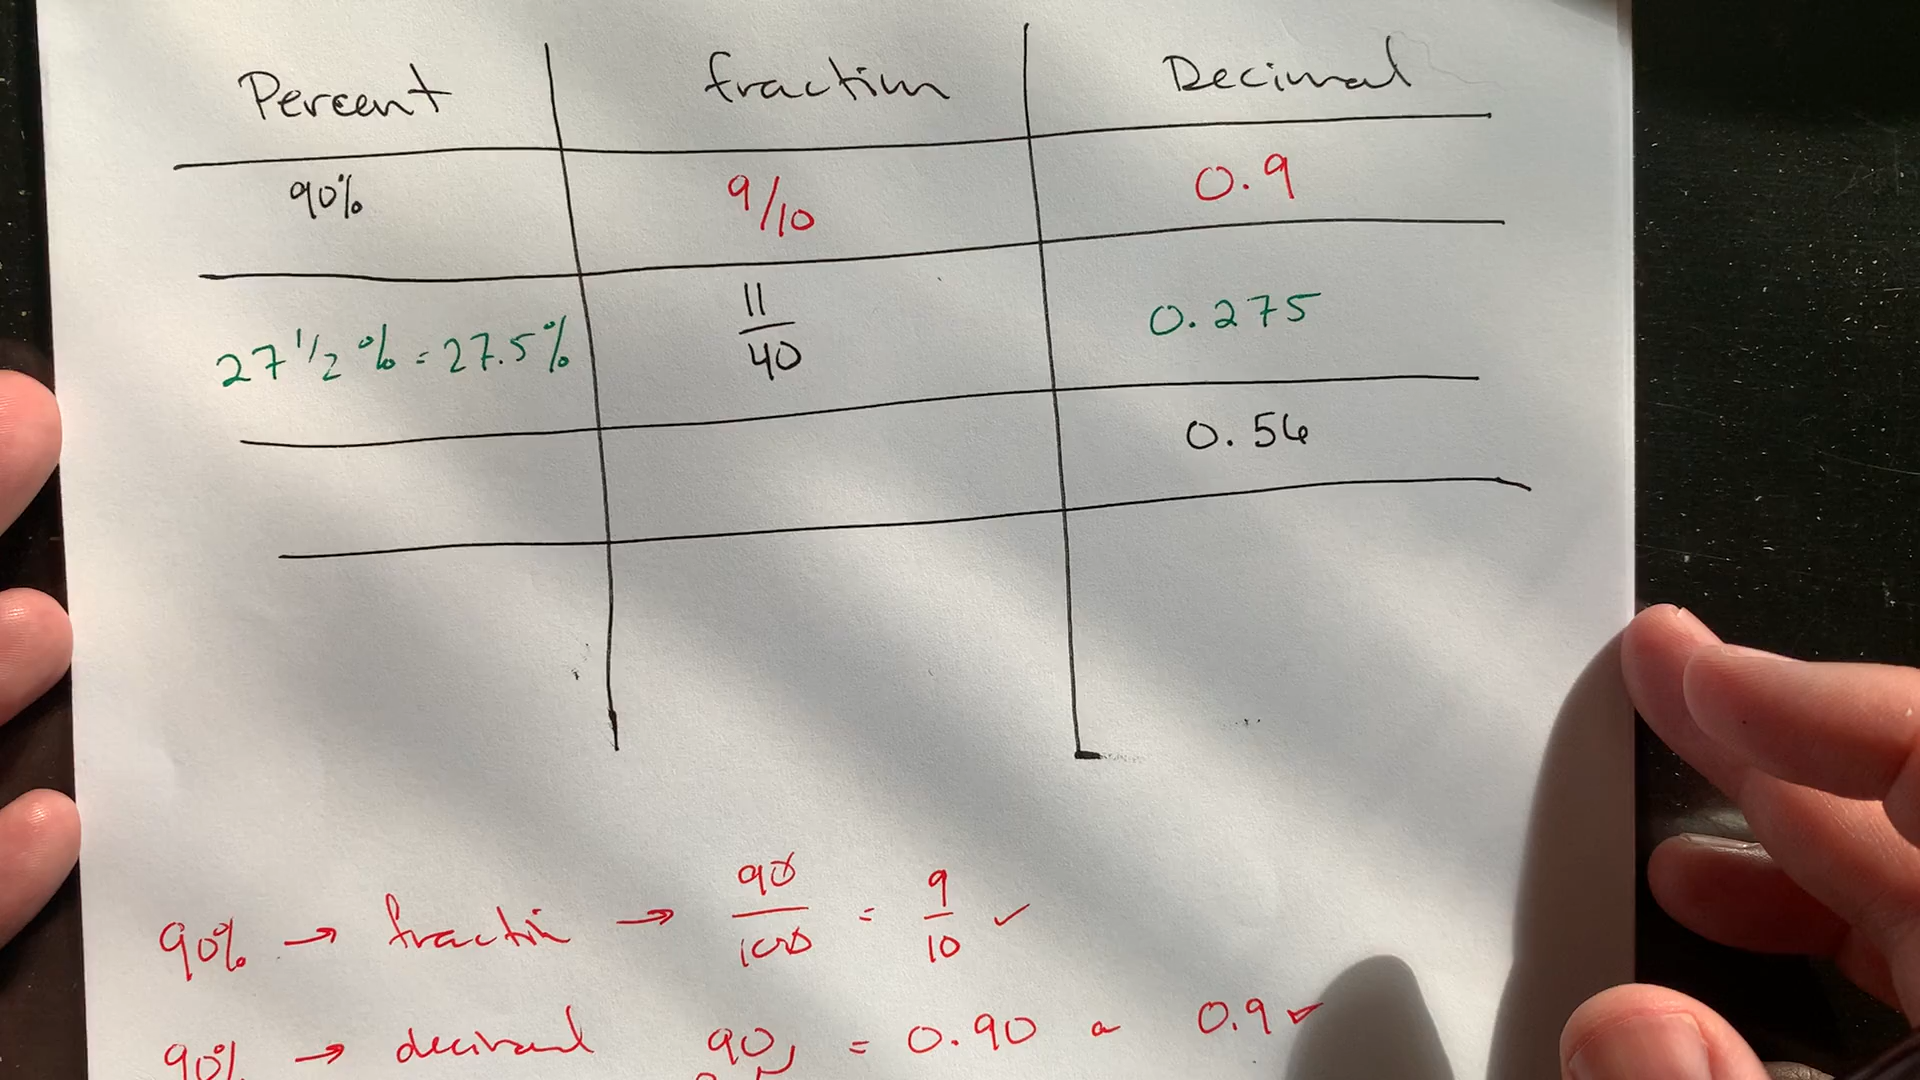 Percent fraction Decimal
90% 9/10 0.9
27 1/2 % = 27.5% 11/40 0.275
0.56
90% → fraction → 90/100 = 9/10 ✓
90% → decimal 90, = 0.90 or 0.9 ✓